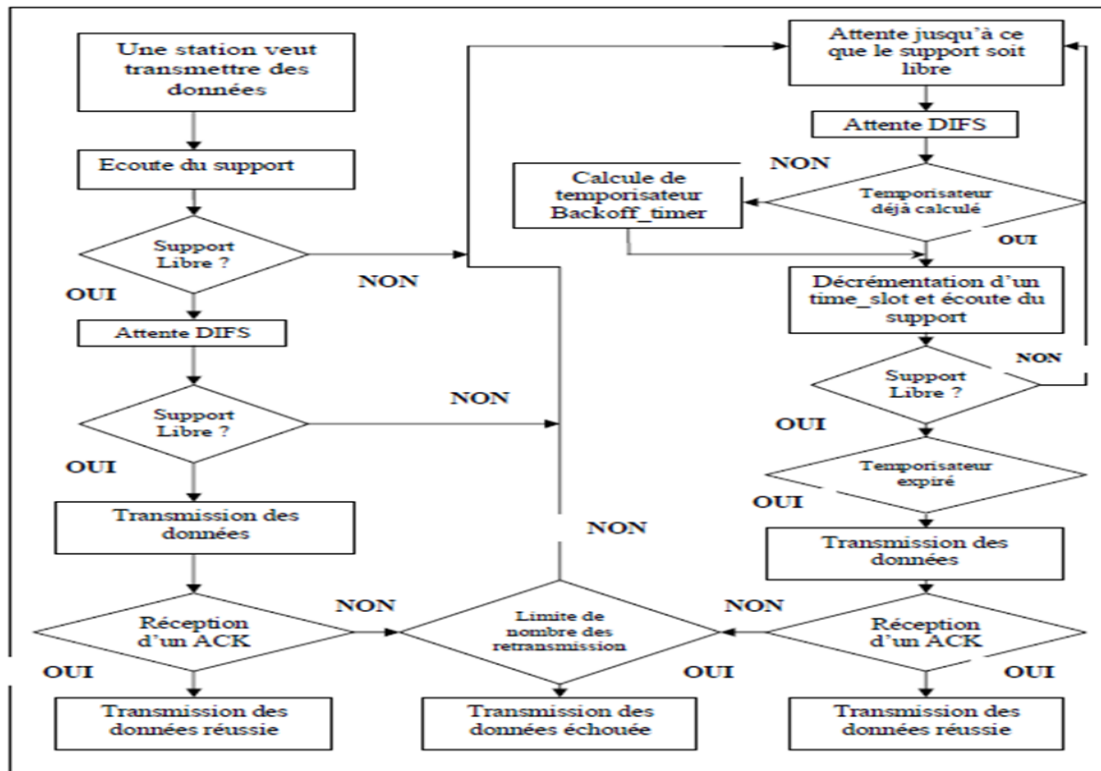 Une station veut
transmettre des
données
Ecoute du support
Support
Libre ?
NON
OUI
Attente DIFS
Support
Libre ?
NON
OUI
Transmission des
données
Réception
d'un ACK
NON
OUI
Transmission des
données réussie
NON
Limite de
nombre des
retransmission
OUI
Transmission des
données échouée
Attente jusqu'à ce
que le support soit
libre
Attente DIFS
NON
Calcule de
temporisateur
Backoff_timer
Temporisateur
déjà calculé
OUI
Décrémentation d'un
time_slot et écoute du
support
NON
Support
Libre ?
OUI
Temporisateur
expiré
OUI
Transmission des
données
NON
Réception
d'un ACK
OUI
Transmission des
données réussie